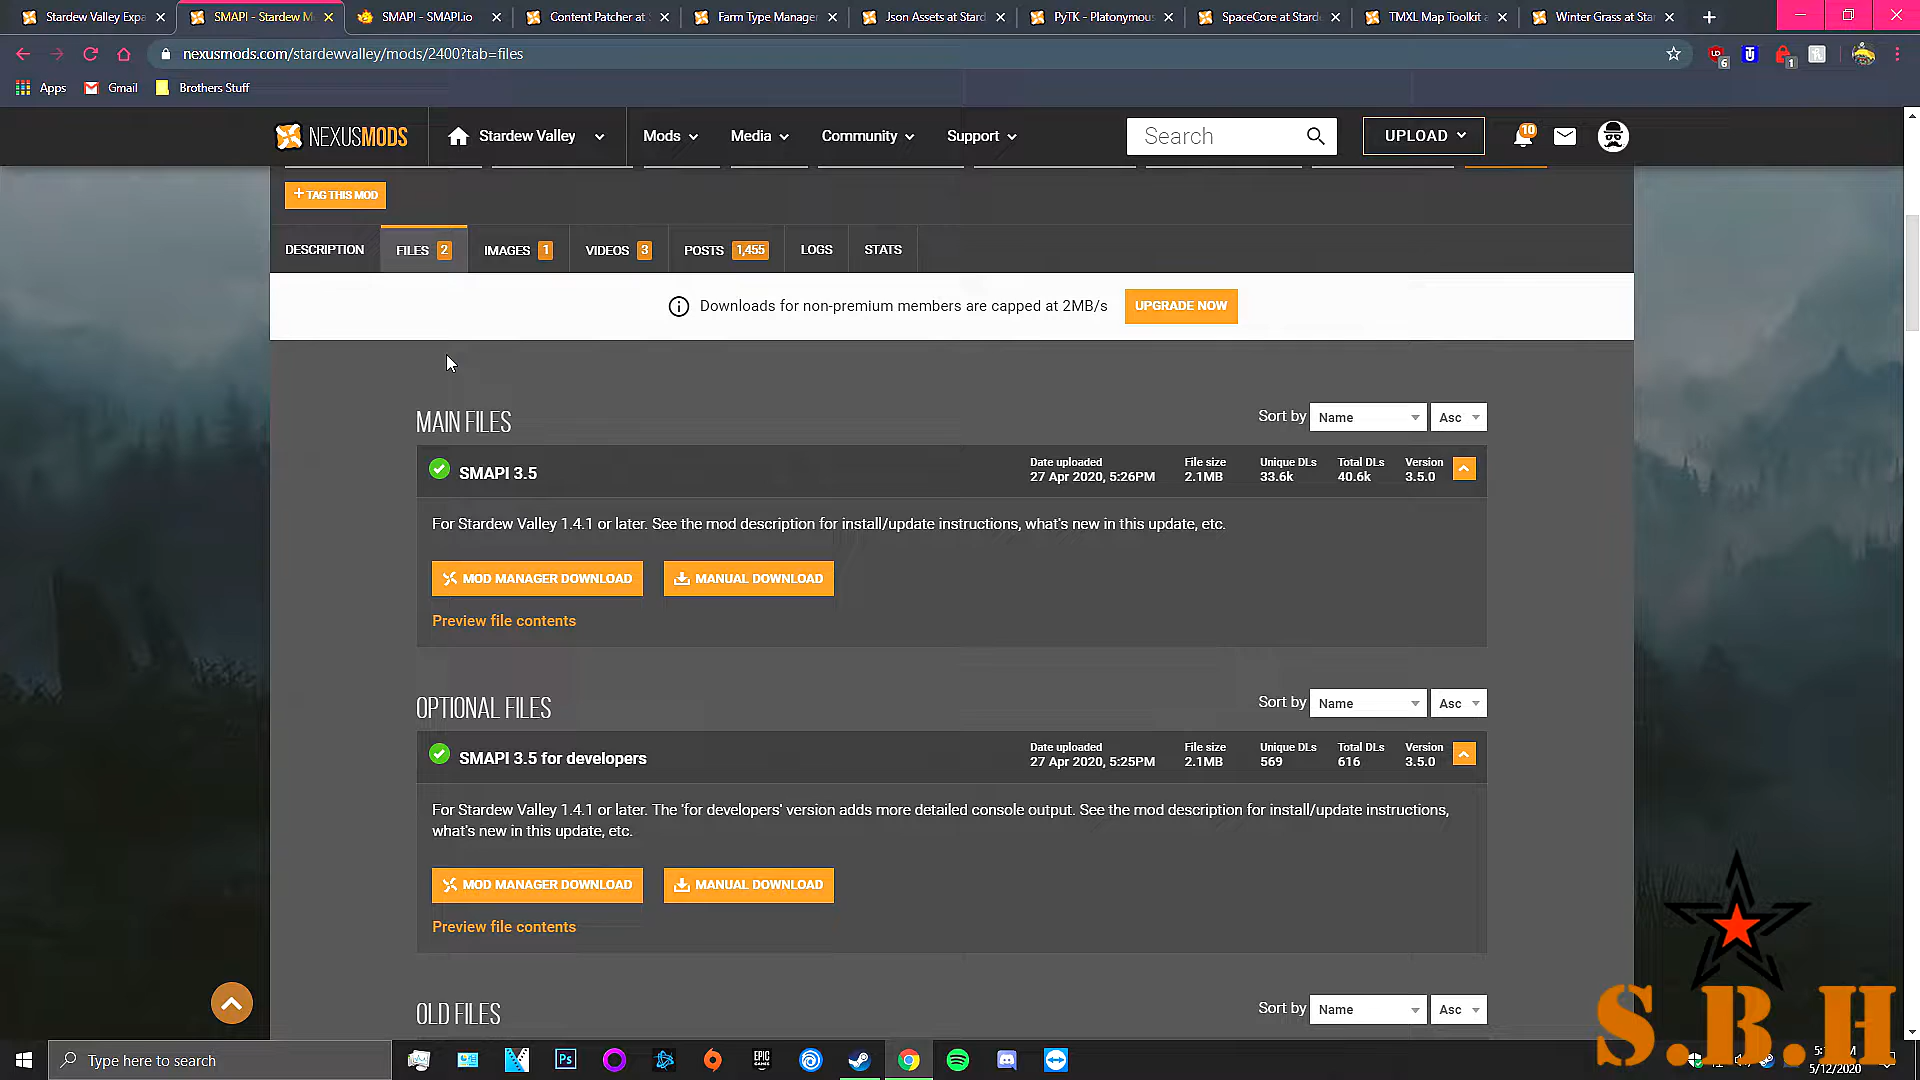 Stardew Valley Expa
SMAPI - Stardew M
SMAPI - SMAPI.io
Content Patcher at S
Farm Type Manager
Json Assets at Stard
PyTK - Platonymous
SpaceCore at Stard
TMXL Map Toolkit a
Winter Grass at Sta
nexusmods.com/stardewvalley/mods/2400?tab=files
6
1
Apps
Gmail
Brothers Stuff
NEXUSMODS
Stardew Valley
Mods
Media
Community
Support
Search
UPLOAD
10
+ TAG THIS MOD
DESCRIPTION
FILES 2
IMAGES 1
VIDEOS 3
POSTS 1,455
LOGS
STATS
Downloads for non-premium members are capped at 2MB/s
UPGRADE NOW
MAIN FILES
Sort by Name Asc
SMAPI 3.5
Date uploaded
27 Apr 2020, 5:26PM
File size
2.1MB
Unique DLs
33.6k
Total DLs
40.6k
Version
3.5.0
For Stardew Valley 1.4.1 or later. See the mod description for install/update instructions, what's new in this update, etc.
MOD MANAGER DOWNLOAD
MANUAL DOWNLOAD
Preview file contents
OPTIONAL FILES
Sort by Name Asc
SMAPI 3.5 for developers
Date uploaded
27 Apr 2020, 5:25PM
File size
2.1MB
Unique DLs
569
Total DLs
616
Version
3.5.0
For Stardew Valley 1.4.1 or later. The 'for developers' version adds more detailed console output. See the mod description for install/update instructions,
what's new in this update, etc.
MOD MANAGER DOWNLOAD
MANUAL DOWNLOAD
Preview file contents
OLD FILES
Sort by Name Asc
S.B.H
Type here to search
Ps
EPIC
GAMES
5/12/2020